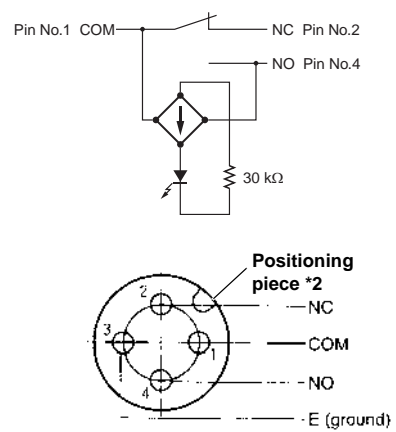 Pin No.1 COM
NC Pin No.2
NO Pin No.4
30 kΩ
Positioning
piece *2
2
NC
3
1
COM
4
NO
E (ground)